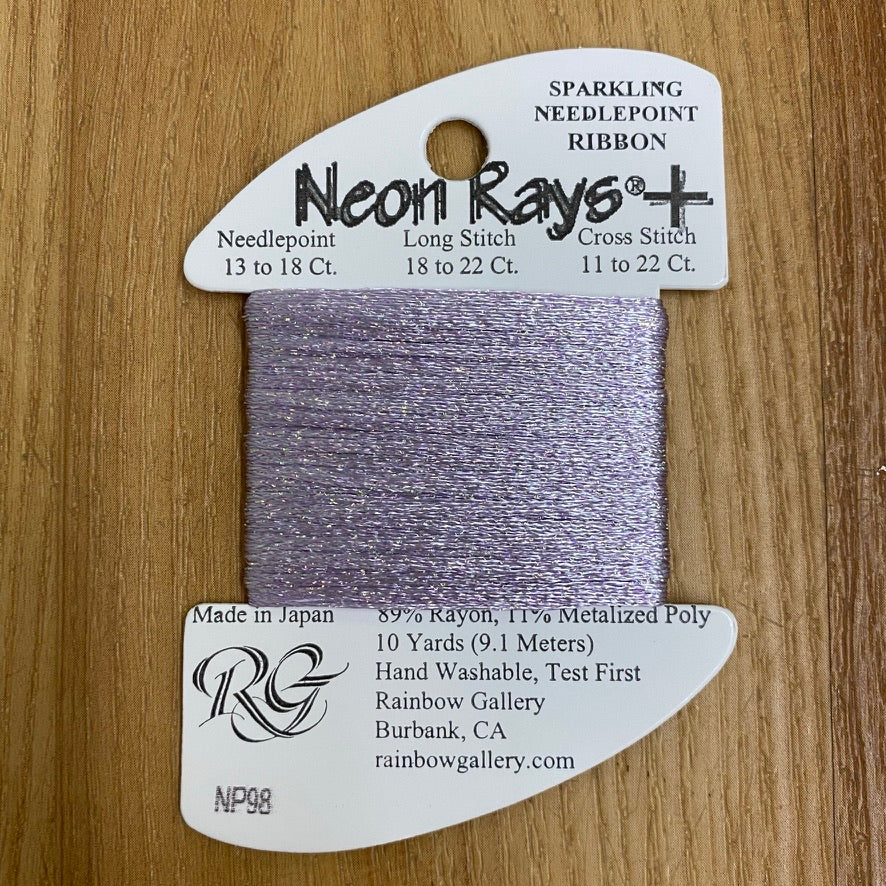 SPARKLING
NEEDLEPOINT
RIBBON
Neon Rays®+
Needlepoint Long Stitch Cross Stitch
13 to 18 Ct. 18 to 22 Ct. 11 to 22 Ct.
Made in Japan 89% Rayon, 11% Metalized Poly
10 Yards (9.1 Meters)
Hand Washable, Test First
RG
Rainbow Gallery
Burbank, CA
rainbowgallery.com
NP98